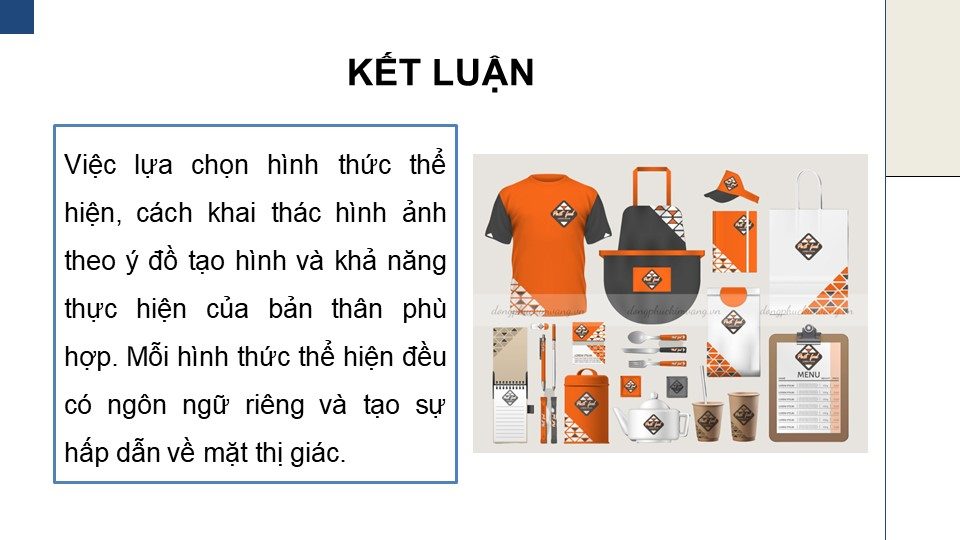 KẾT LUẬN
Việc lựa chọn hình thức thể
hiện, cách khai thác hình ảnh
theo ý đồ tạo hình và khả năng
thực hiện của bản thân phù
hợp. Mỗi hình thức thể hiện đều
có ngôn ngữ riêng và tạo sự
hấp dẫn về mặt thị giác.
MENU